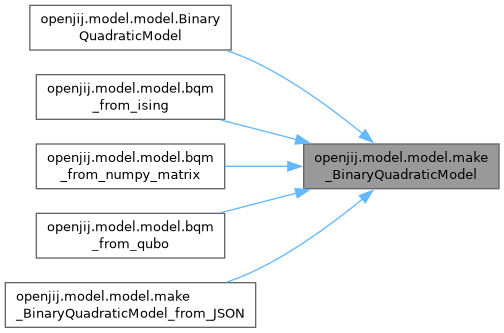 openjij.model.model.Binary
QuadraticModel
openjij.model.model.bqm
_from_ising
openjij.model.model.bqm
_from_numpy_matrix
openjij.model.model.bqm
_from_qubo
openjij.model.model.make
_BinaryQuadraticModel_from_JSON
openjij.model.model.make
_BinaryQuadraticModel